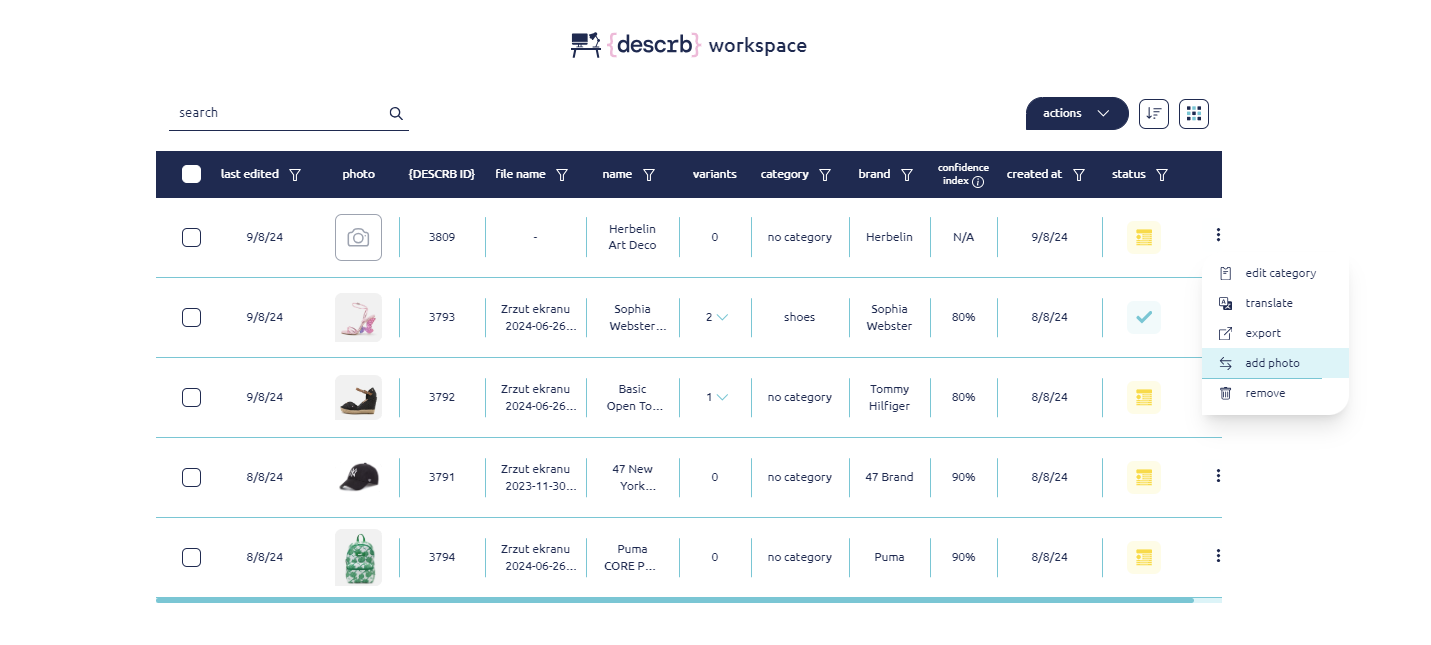 {descrb} workspace
search
actions
last edited photo {DESCRB ID} file name name variants category brand confidence index created at status
9/8/24 3809 - Herbelin Art Deco 0 no category Herbelin N/A 9/8/24
edit category
translate
export
add photo
remove
9/8/24 3793 Zrzut ekranu 2024-06-26... Sophia Webster... 2 shoes Sophia Webster 80% 8/8/24
9/8/24 3792 Zrzut ekranu 2024-06-26... Basic Open To... 1 no category Tommy Hilfiger 80% 8/8/24
8/8/24 3791 Zrzut ekranu 2023-11-30... 47 New York... 0 no category 47 Brand 90% 8/8/24
8/8/24 3794 Zrzut ekranu 2024-06-26... Puma CORE P... 0 no category Puma 90% 8/8/24